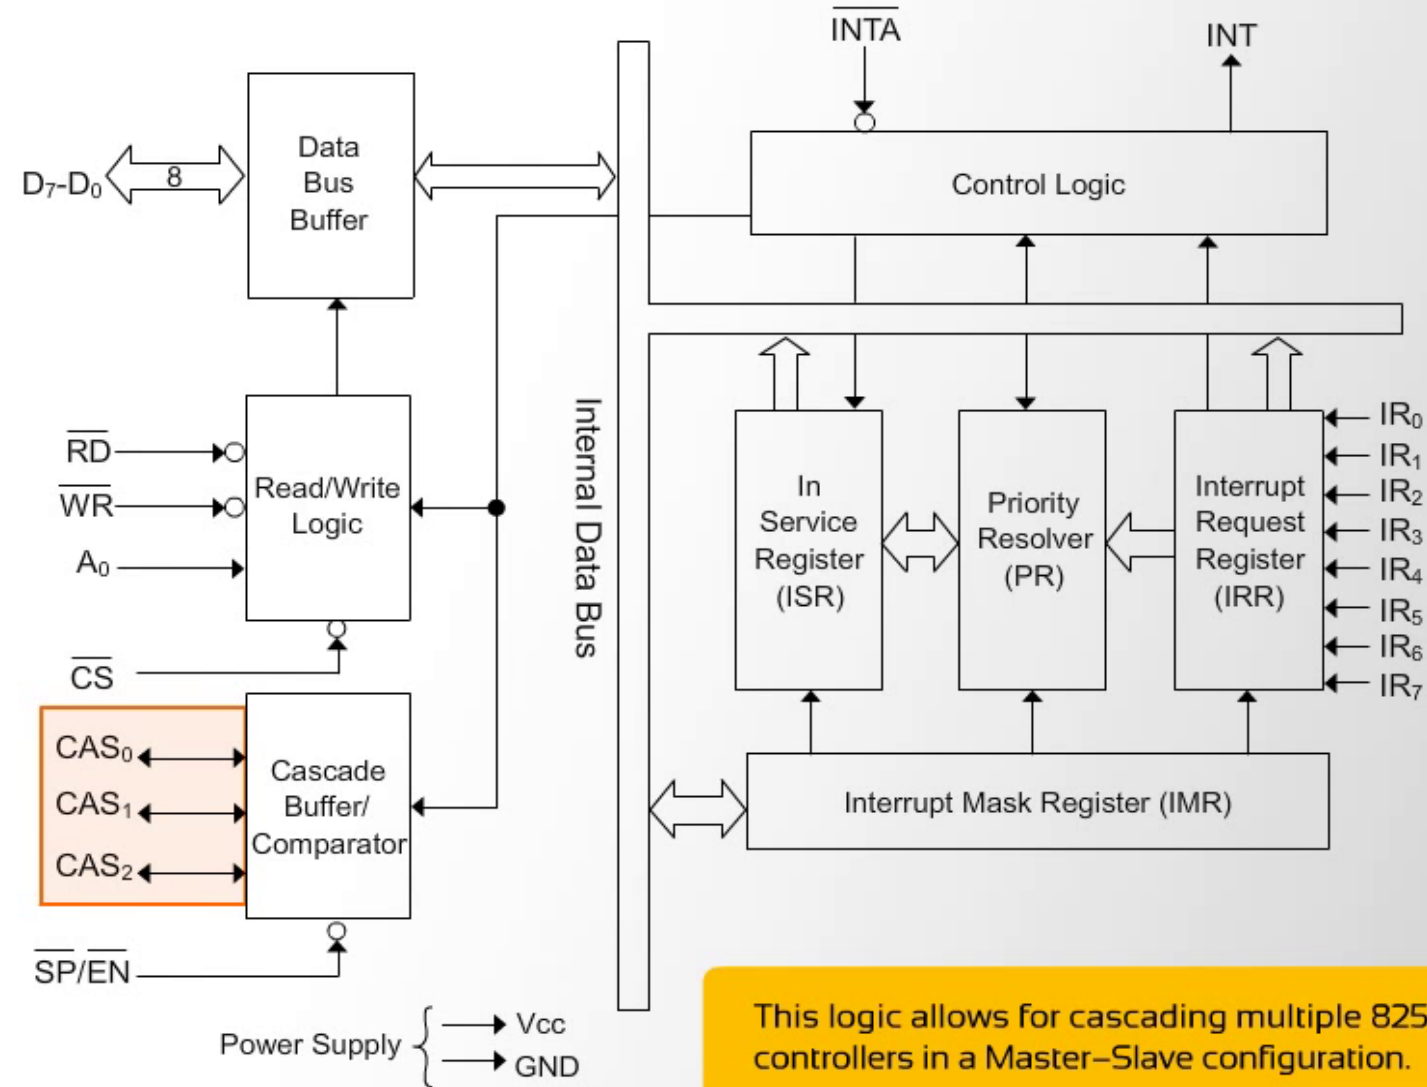 INTA
INT
Data
Bus
Buffer
D7-D0
8
Control Logic
Internal Data Bus
RD
WR
A0
CS
Read/Write
Logic
In
Service
Register
(ISR)
Priority
Resolver
(PR)
Interrupt
Request
Register
(IRR)
IR0
IR1
IR2
IR3
IR4
IR5
IR6
IR7
CAS0
CAS1
CAS2
Cascade
Buffer/
Comparator
Interrupt Mask Register (IMR)
SP/EN
Power Supply
Vcc
GND
This logic allows for cascading multiple 825
controllers in a Master–Slave configuration.